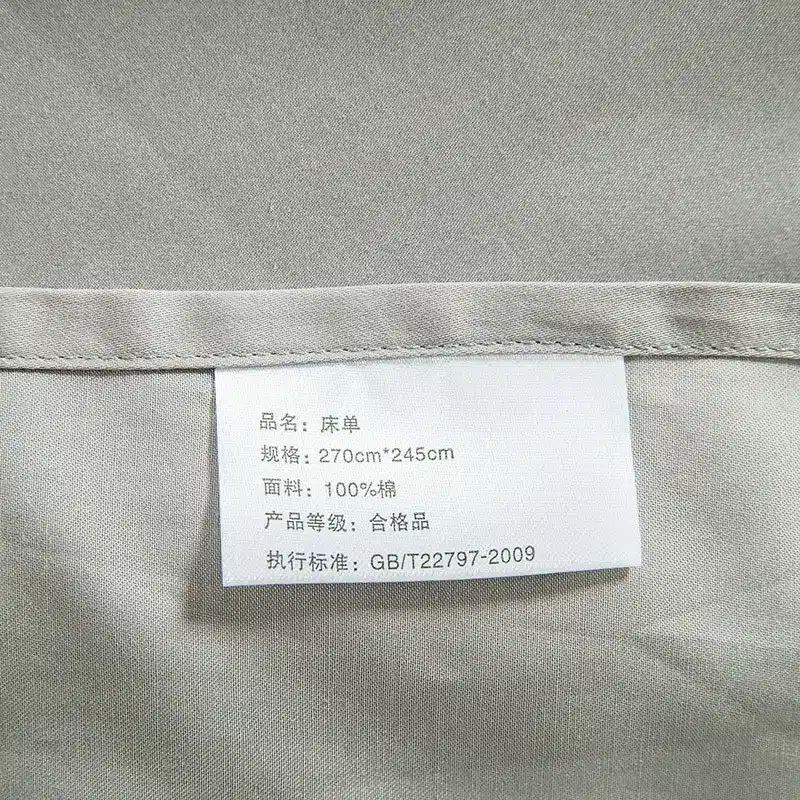 品名：床单
规格：270cm*245cm
面料：100%棉
产品等级：合格品
执行标准：GB/T22797-2009